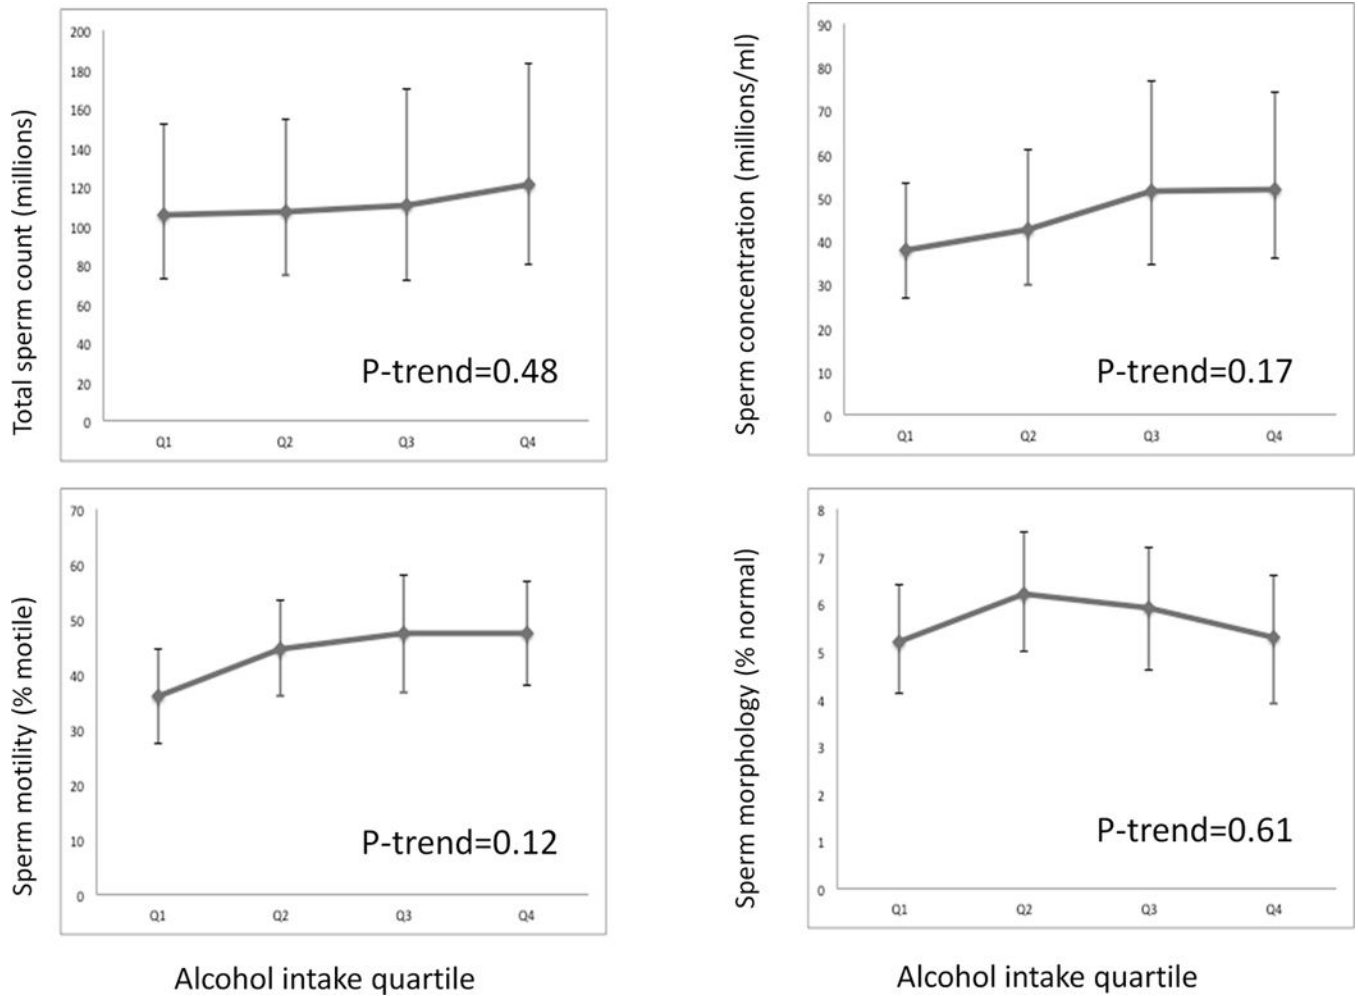 Total sperm count (millions)
200
180
160
140
120
100
80
60
40
20
0
Q1 Q2 Q3 Q4
P-trend=0.48
Sperm concentration (millions/ml)
90
80
70
60
50
40
30
20
10
0
Q1 Q2 Q3 Q4
P-trend=0.17
Sperm motility (% motile)
70
60
50
40
30
20
10
0
Q1 Q2 Q3 Q4
P-trend=0.12
Alcohol intake quartile
Sperm morphology (% normal)
8
7
6
5
4
3
2
1
0
Q1 Q2 Q3 Q4
P-trend=0.61
Alcohol intake quartile